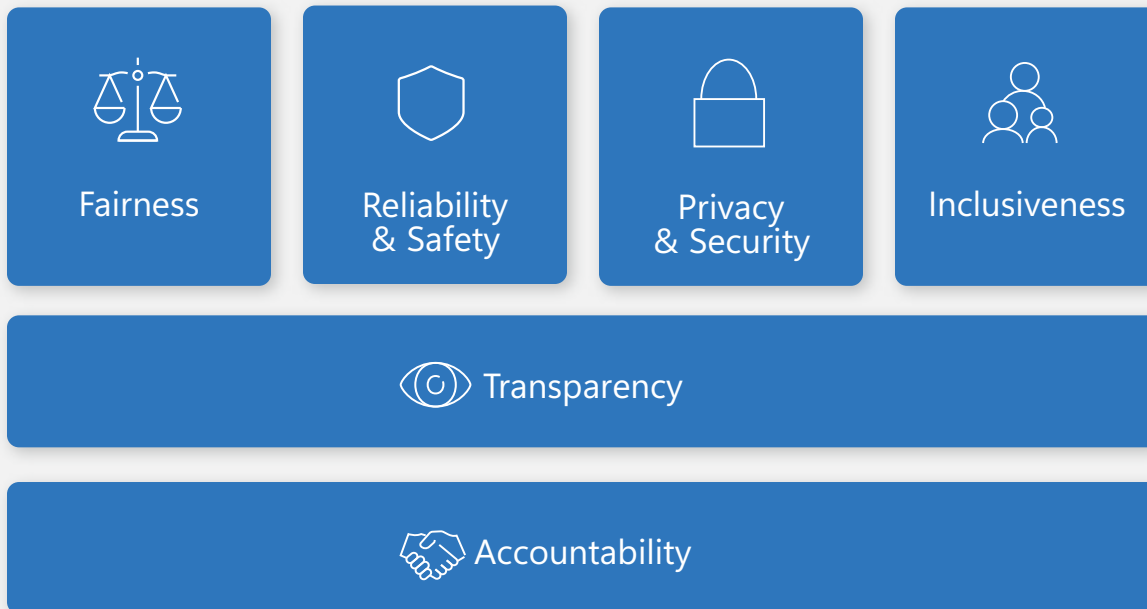 Fairness
Reliability
& Safety
Privacy
& Security
Inclusiveness
Transparency
Accountability